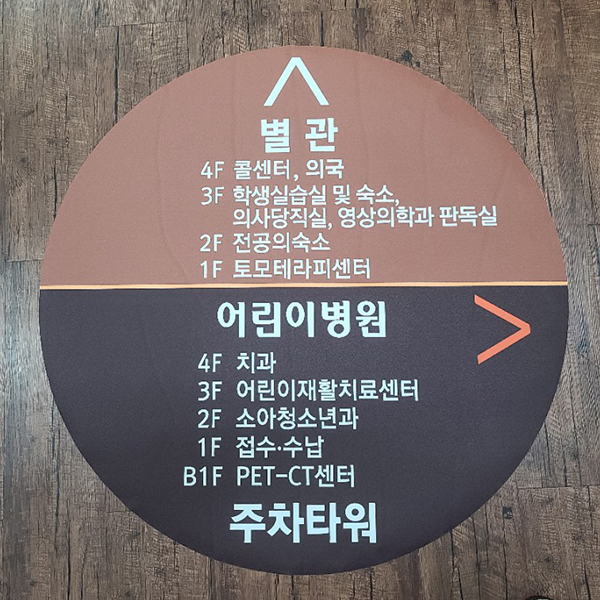 별관
4F 콜센터, 의국
3F 학생실습실 및 숙소,
의사당직실, 영상의학과 판독실
2F 전공의숙소
1F 토모테라피센터
어린이병원
4F 치과
3F 어린이재활치료센터
2F 소아청소년과
1F 접수·수납
B1F PET-CT센터
주차타워